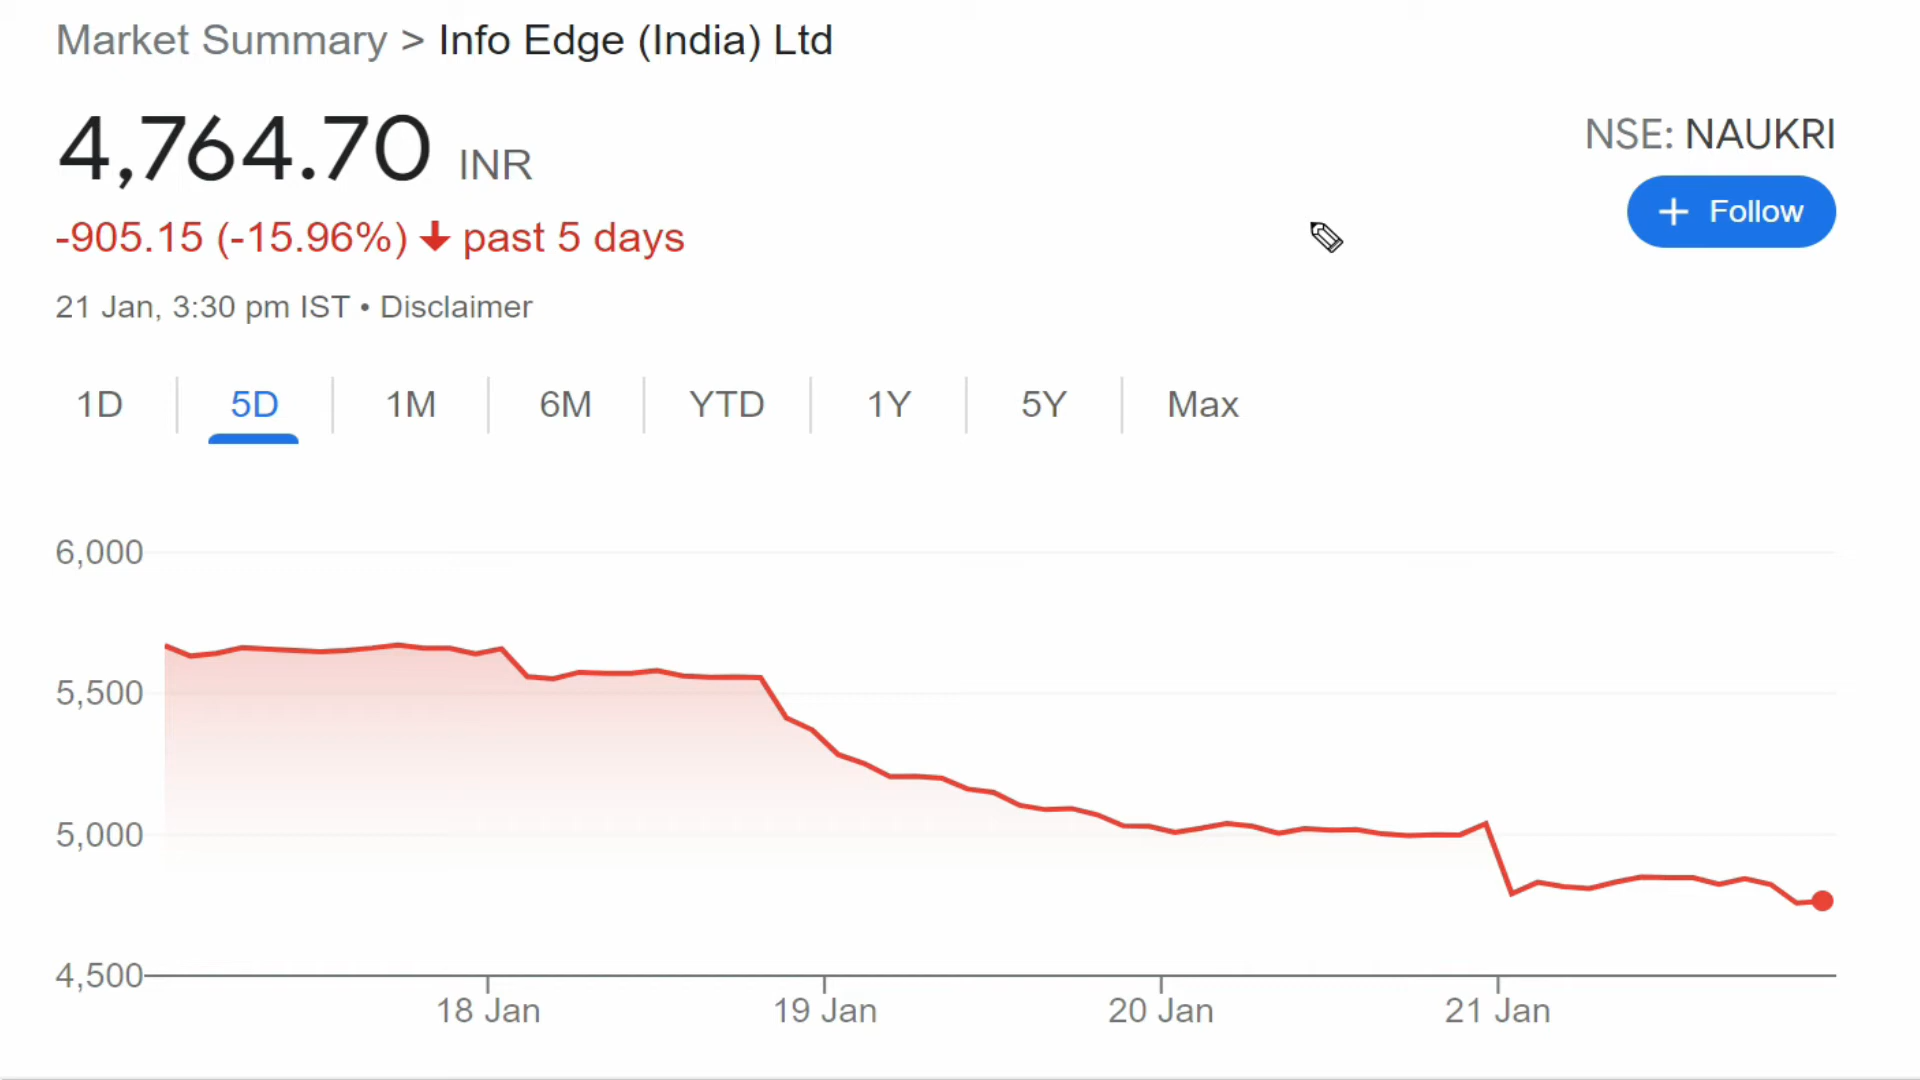 Market Summary > Info Edge (India) Ltd
4,764.70 INR
NSE: NAUKRI
+ Follow
-905.15 (-15.96%) ↓ past 5 days
21 Jan, 3:30 pm IST • Disclaimer
1D 5D 1M 6M YTD 1Y 5Y Max
6,000
5,500
5,000
4,500
18 Jan 19 Jan 20 Jan 21 Jan